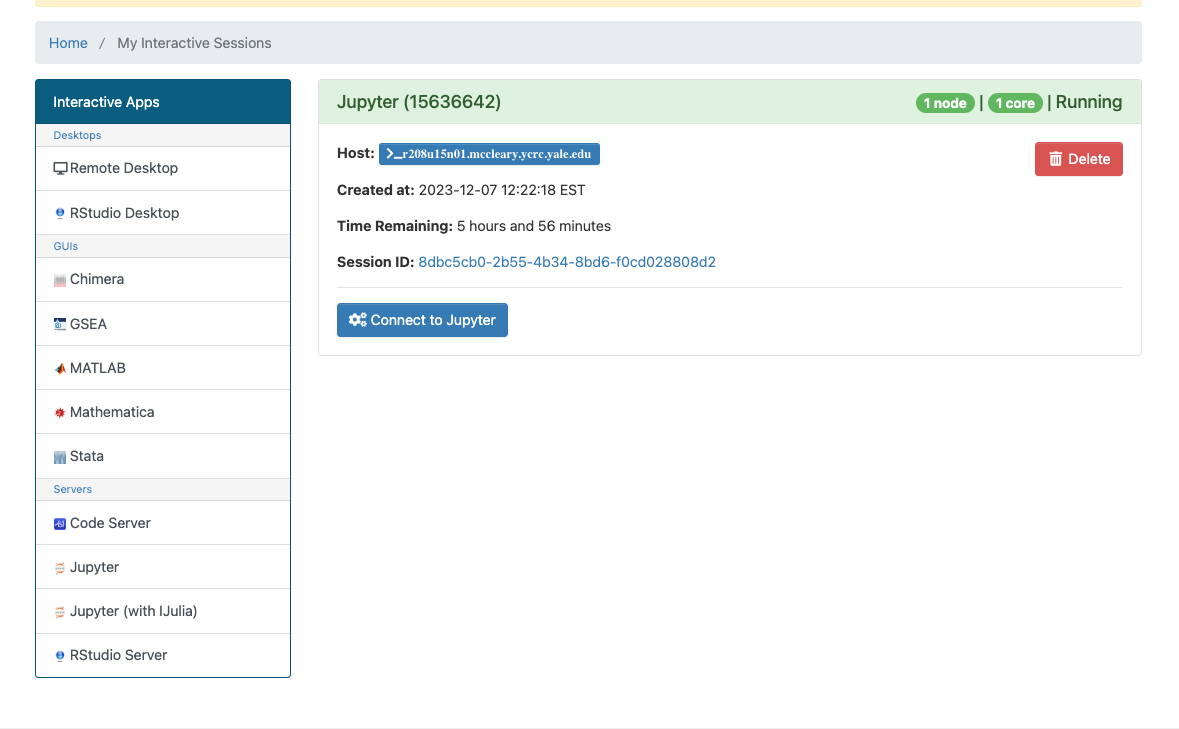 Home / My Interactive Sessions
Interactive Apps
Desktops
Remote Desktop
RStudio Desktop
GUIs
Chimera
GSEA
MATLAB
Mathematica
Stata
Servers
Code Server
Jupyter
Jupyter (with IJulia)
RStudio Server
Jupyter (15636642) 1 node | 1 core | Running
Host: >_r208u15n01.mccleary.ycrc.yale.edu
Delete
Created at: 2023-12-07 12:22:18 EST
Time Remaining: 5 hours and 56 minutes
Session ID: 8dbc5cb0-2b55-4b34-8bd6-f0cd028808d2
Connect to Jupyter